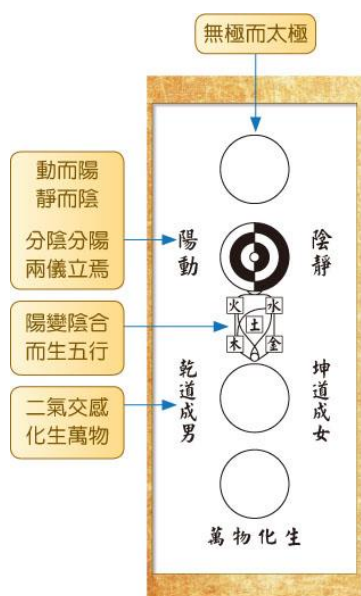 無極而太極
動而陽
靜而陰
分陰分陽
兩儀立焉
陽動
陰靜
陽變陰合
而生五行
火
水
土
木
金
二氣交感
化生萬物
乾道成男
坤道成女
萬物化生